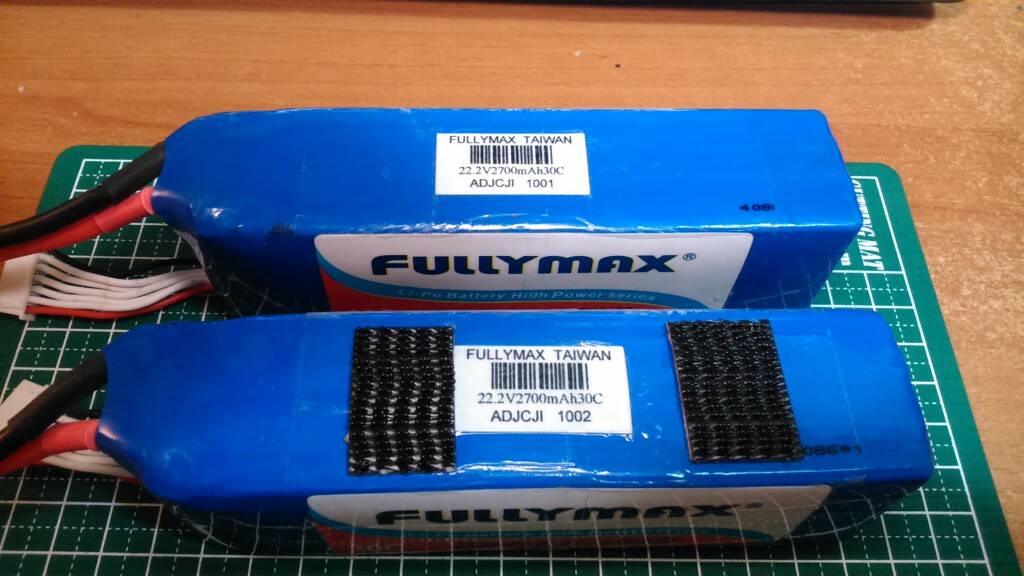 FULLYMAX TAIWAN
22.2V2700mAh30C
ADJCJI 1001
FULLYMAX®
Li-Po Battery High Power series
FULLYMAX TAIWAN
22.2V2700mAh30C
ADJCJI 1002
FULLYMAX®